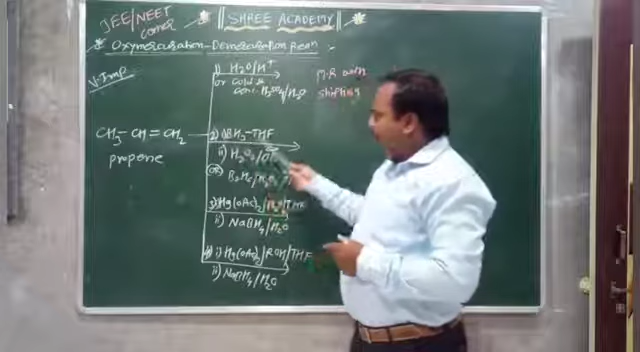 JEE/NEET
corner
* SHREE ACADEMY *
* Oxymercuration-Demercuration Rean :-
V.Imp
1) H2O/H+
or cold &
conc. H2SO4/H2O
M.R with
shifting
CH3-CH=CH2
propene
2) i) BH3-THF
ii) H2O2/OH
(or)
B2H6/H2O2
3) Hg(OAc)2/H2O/THF
ii) NaBH4/H2O
4) i) Hg(OAc)2/ROH/THF
ii) NaBH4/H2O